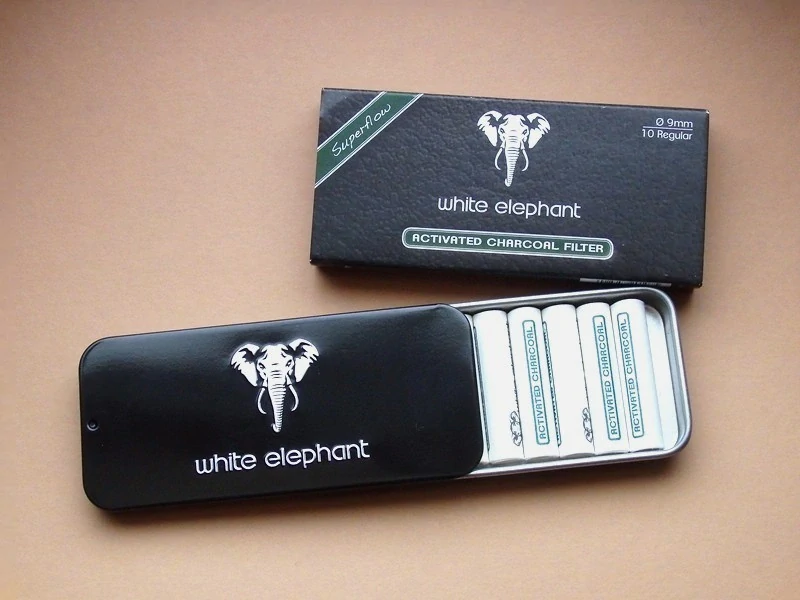 Superflow
Ø 9mm
10 Regular
white elephant
ACTIVATED CHARCOAL FILTER
white elephant
ACTIVATED CHARCOAL
ACTIVATED CHARCOAL
ACTIVATED CHARCOAL